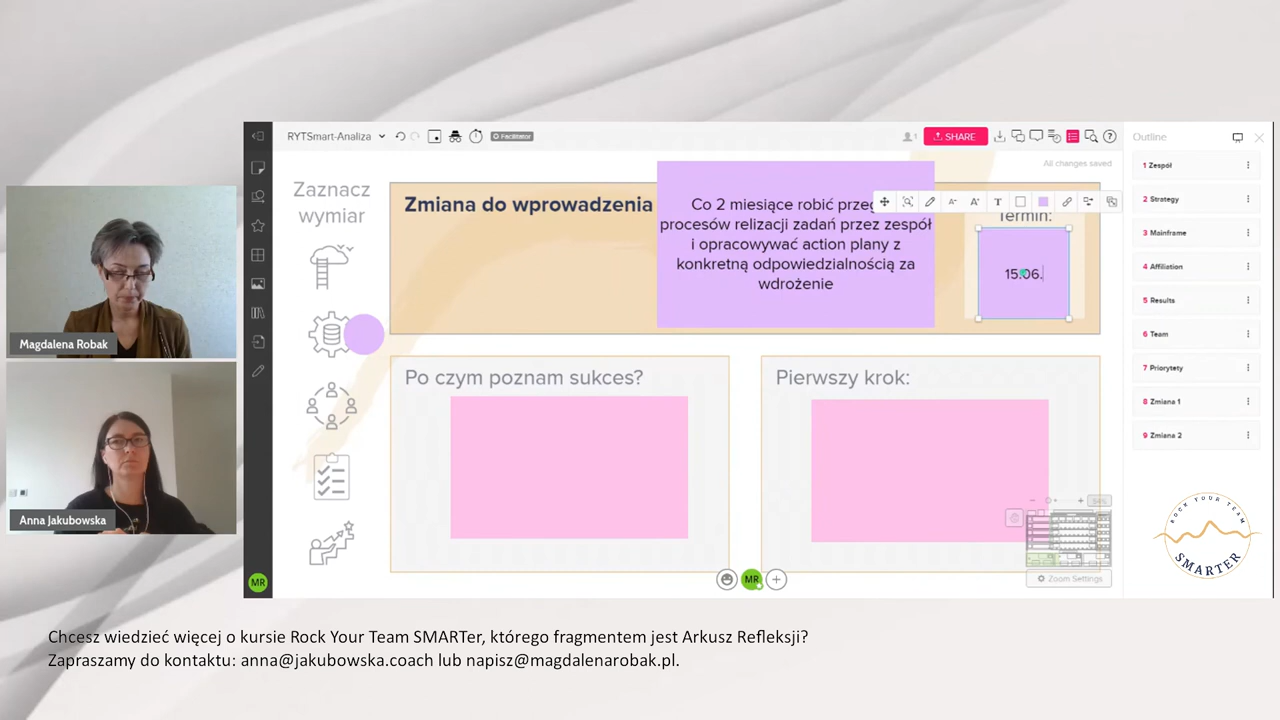 RYTSmart-Analiza
Facilitator
1
SHARE
Outline
All changes saved
Zaznacz
wymiar
Zmiana do wprowadzenia
Co 2 miesiące robić
procesów relizacji zadań przez zespół
i opracowywać action plany z
konkretną odpowiedzialnością za
wdrożenie
A-
A+
T
Termin:
15.06.
Po czym poznam sukces?
Pierwszy krok:
1 Zespół
2 Strategy
3 Mainframe
4 Affiliation
5 Results
6 Team
7 Priorytety
8 Zmiana 1
9 Zmiana 2
Magdalena Robak
Anna Jakubowska
MR
MR
Zoom Settings
ROCK YOUR TEAM
SMARTER
Chcesz wiedzieć więcej o kursie Rock Your Team SMARTer, którego fragmentem jest Arkusz Refleksji?
Zapraszamy do kontaktu: anna@jakubowska.coach lub napisz@magdalenarobak.pl.